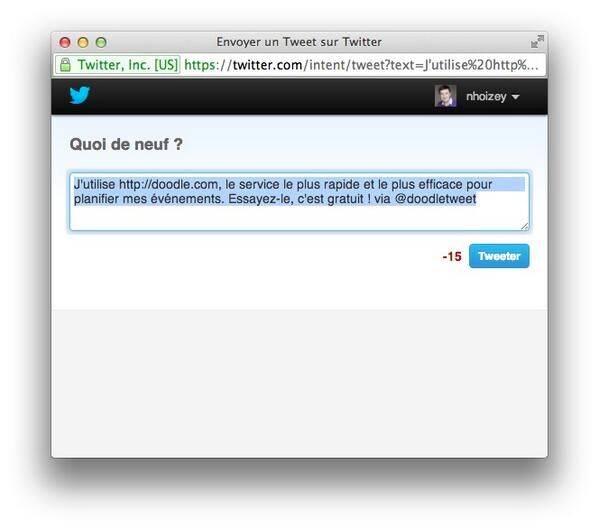 Envoyer un Tweet sur Twitter
Twitter, Inc. [US] https://twitter.com/intent/tweet?text=J'utilise%20http%...
nhoizey
Quoi de neuf ?
J'utilise http://doodle.com, le service le plus rapide et le plus efficace pour
planifier mes événements. Essayez-le, c'est gratuit ! via @doodletweet
-15 Tweeter